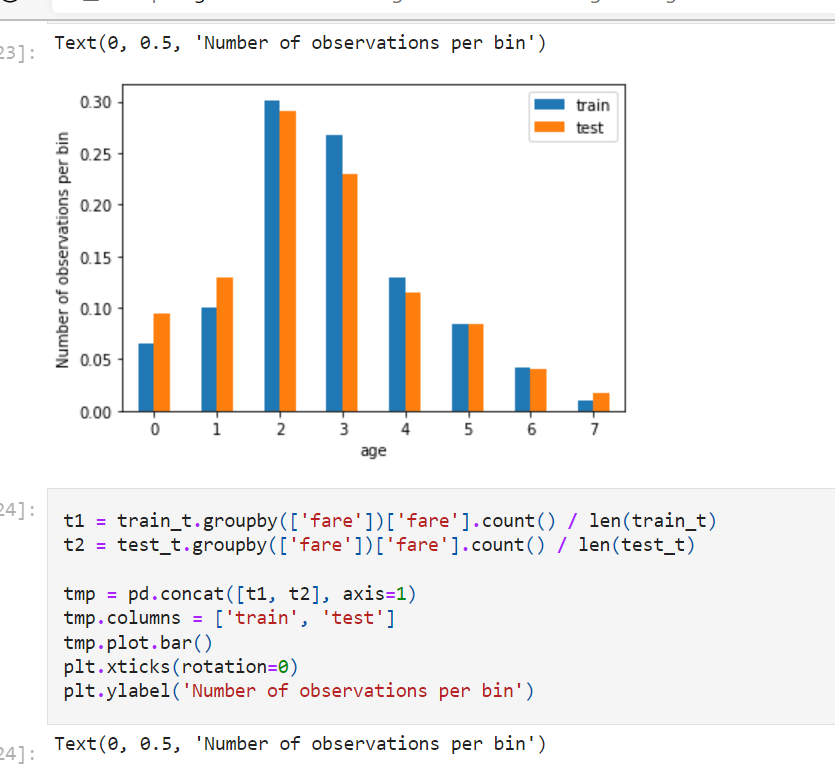 23]:
Text(0, 0.5, 'Number of observations per bin')
Number of observations per bin
0.30
0.25
0.20
0.15
0.10
0.05
0.00
train
test
0 1 2 3 4 5 6 7
age
24]:
t1 = train_t.groupby(['fare'])['fare'].count() / len(train_t)
t2 = test_t.groupby(['fare'])['fare'].count() / len(test_t)
tmp = pd.concat([t1, t2], axis=1)
tmp.columns = ['train', 'test']
tmp.plot.bar()
plt.xticks(rotation=0)
plt.ylabel('Number of observations per bin')
24]:
Text(0, 0.5, 'Number of observations per bin')